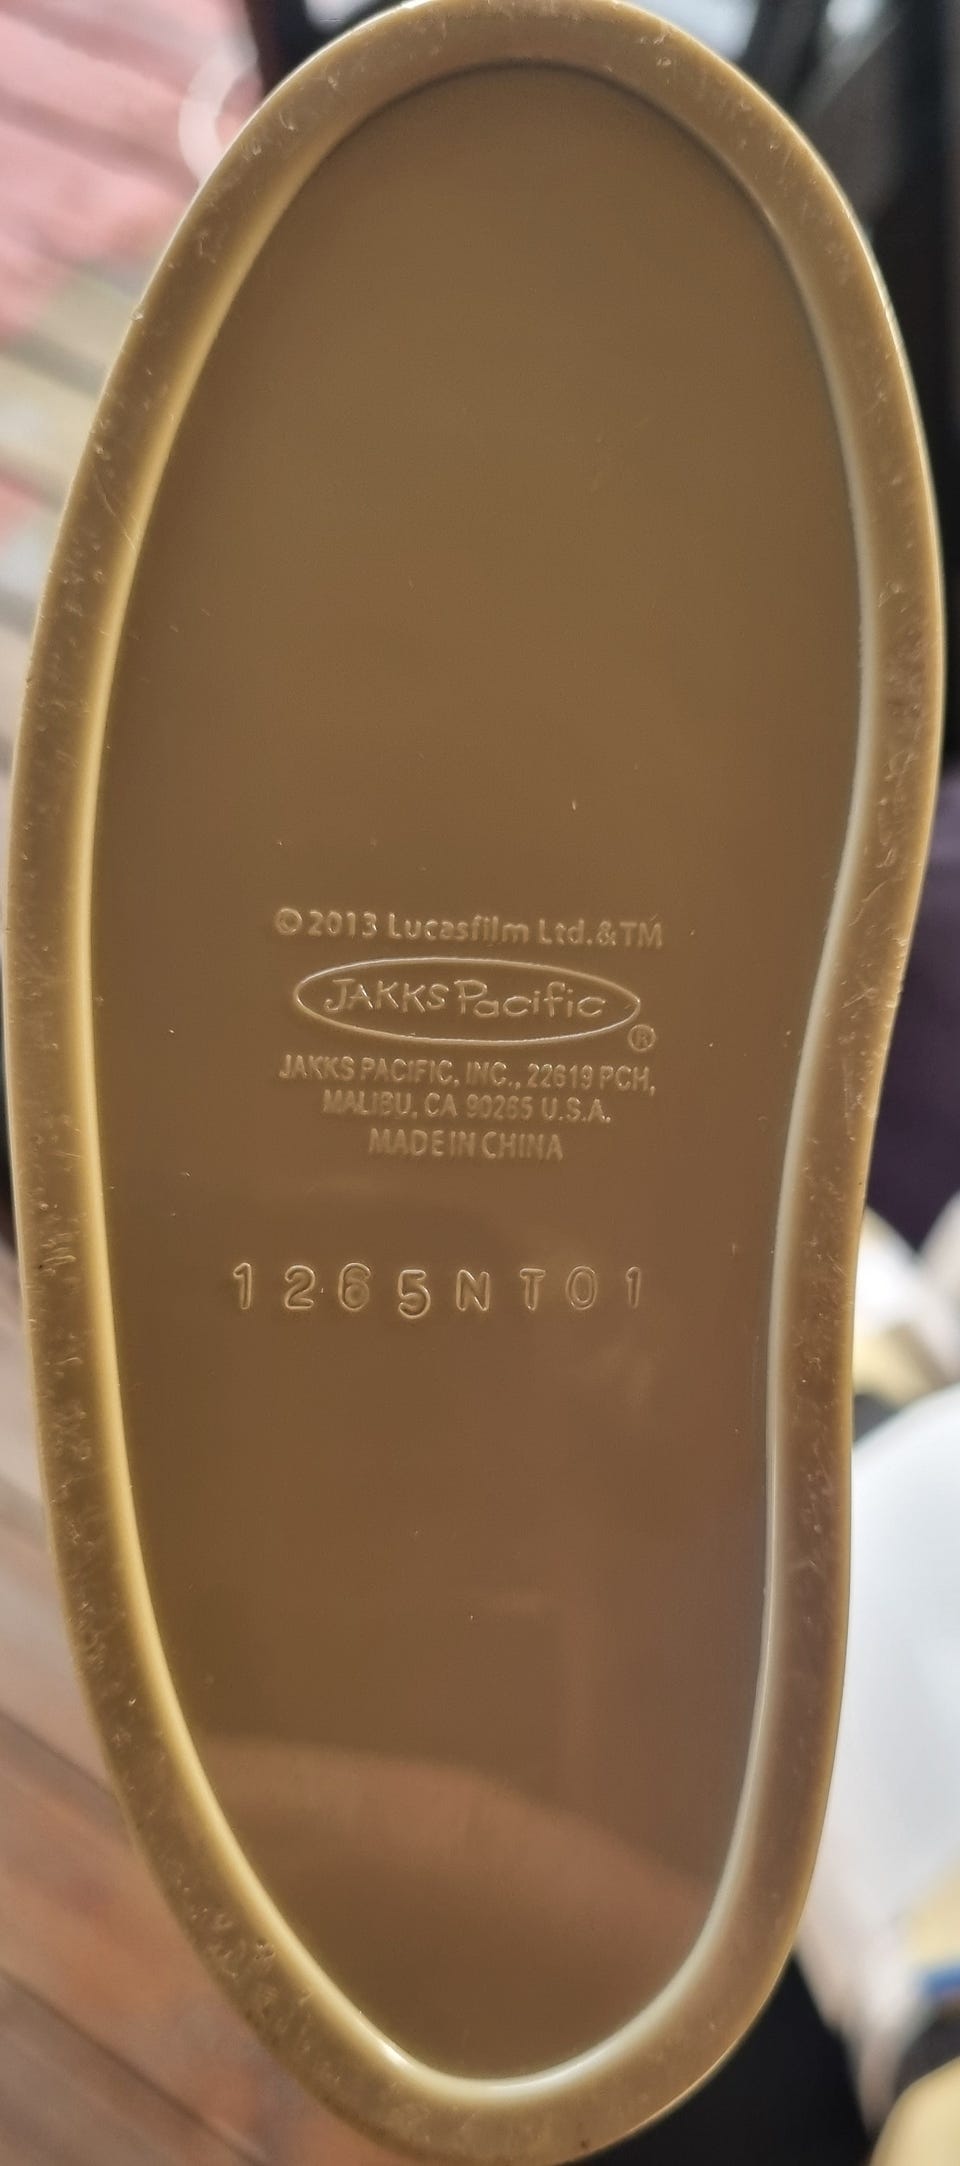 ©2013 Lucasfilm Ltd.&TM
JAKKS Pacific
®
JAKKS PACIFIC, INC., 22619 PCH,
MALIBU, CA 90265 U.S.A.
MADE IN CHINA
1265NT01